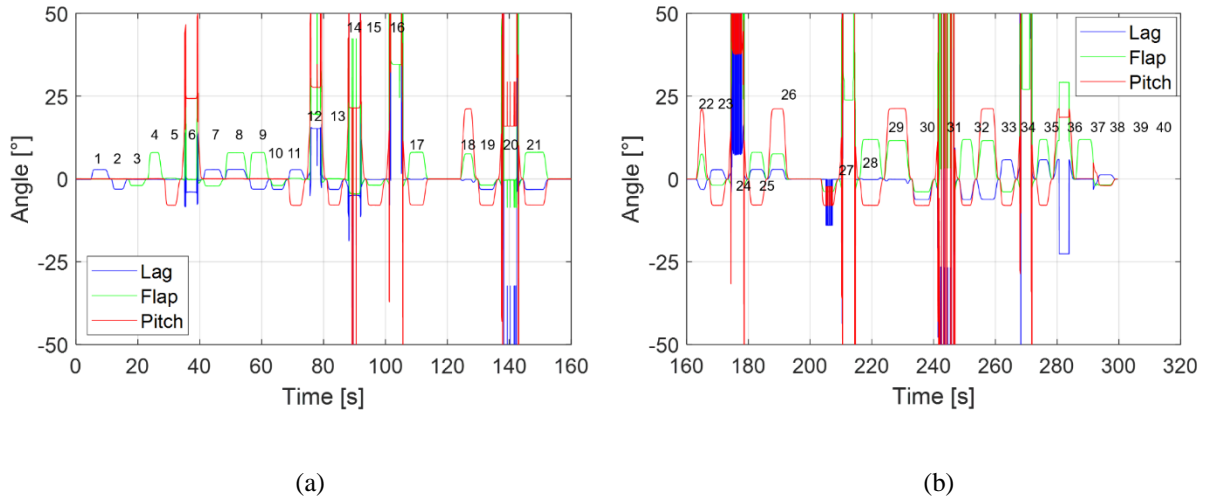 50
25
0
-25
-50
Angle [°]
0 20 40 60 80 100 120 140 160
Time [s]
1 2 3 4 5 6 7 8 9 10 11 12 13 14 15 16 17 18 19 20 21
Lag
Flap
Pitch
(a)
50
25
0
-25
-50
Angle [°]
160 180 200 220 240 260 280 300 320
Time [s]
22 23 24 25 26 27 28 29 30 31 32 33 34 35 36 37 38 39 40
Lag
Flap
Pitch
(b)